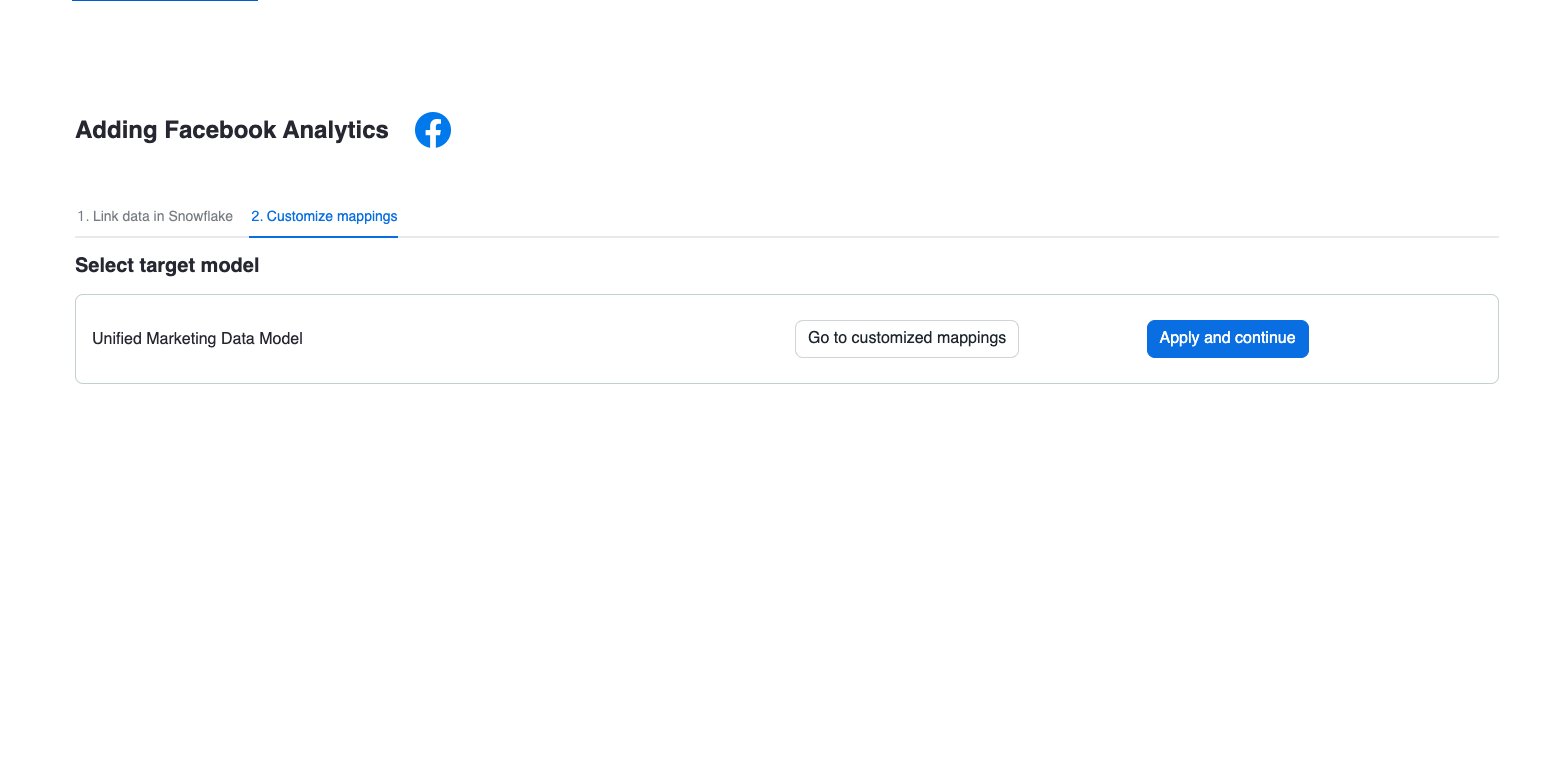 Adding Facebook Analytics
1. Link data in Snowflake 2. Customize mappings
Select target model
Unified Marketing Data Model Go to customized mappings Apply and continue